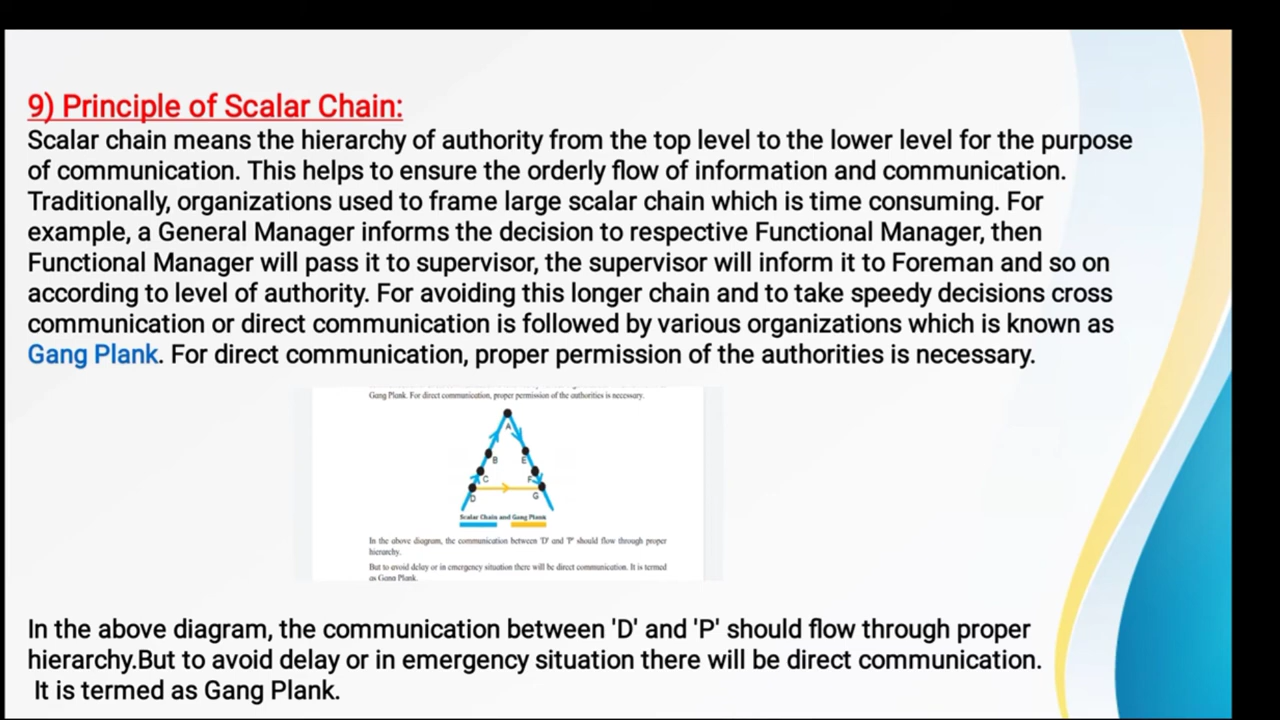 9) Principle of Scalar Chain:
Scalar chain means the hierarchy of authority from the top level to the lower level for the purpose
of communication. This helps to ensure the orderly flow of information and communication.
Traditionally, organizations used to frame large scalar chain which is time consuming. For
example, a General Manager informs the decision to respective Functional Manager, then
Functional Manager will pass it to supervisor, the supervisor will inform it to Foreman and so on
according to level of authority. For avoiding this longer chain and to take speedy decisions cross
communication or direct communication is followed by various organizations which is known as
Gang Plank. For direct communication, proper permission of the authorities is necessary.
Gang Plank. For direct communication, proper permission of the authorities is necessary.
A
B
E
C
F
D
G
Scalar Chain and Gang Plank
In the above diagram, the communication between 'D' and 'P' should flow through proper
hierarchy.
But to avoid delay or in emergency situation there will be direct communication. It is termed
as Gang Plank.
In the above diagram, the communication between 'D' and 'P' should flow through proper
hierarchy.But to avoid delay or in emergency situation there will be direct communication.
It is termed as Gang Plank.